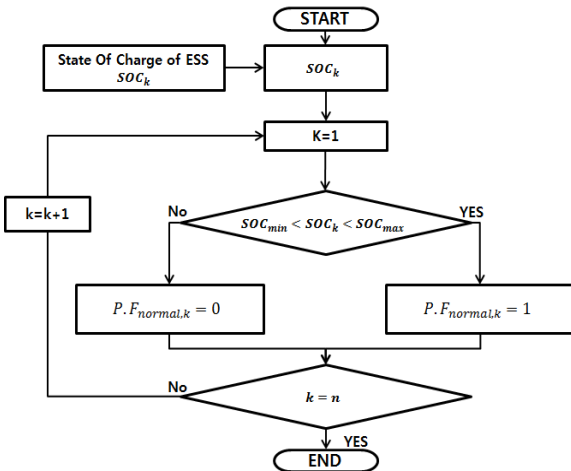 START
State Of Charge of ESS
SOC_k
SOC_k
K=1
k=k+1
No
YES
SOC_min < SOC_k < SOC_max
P.F_normal,k = 0
P.F_normal,k = 1
No
k = n
YES
END